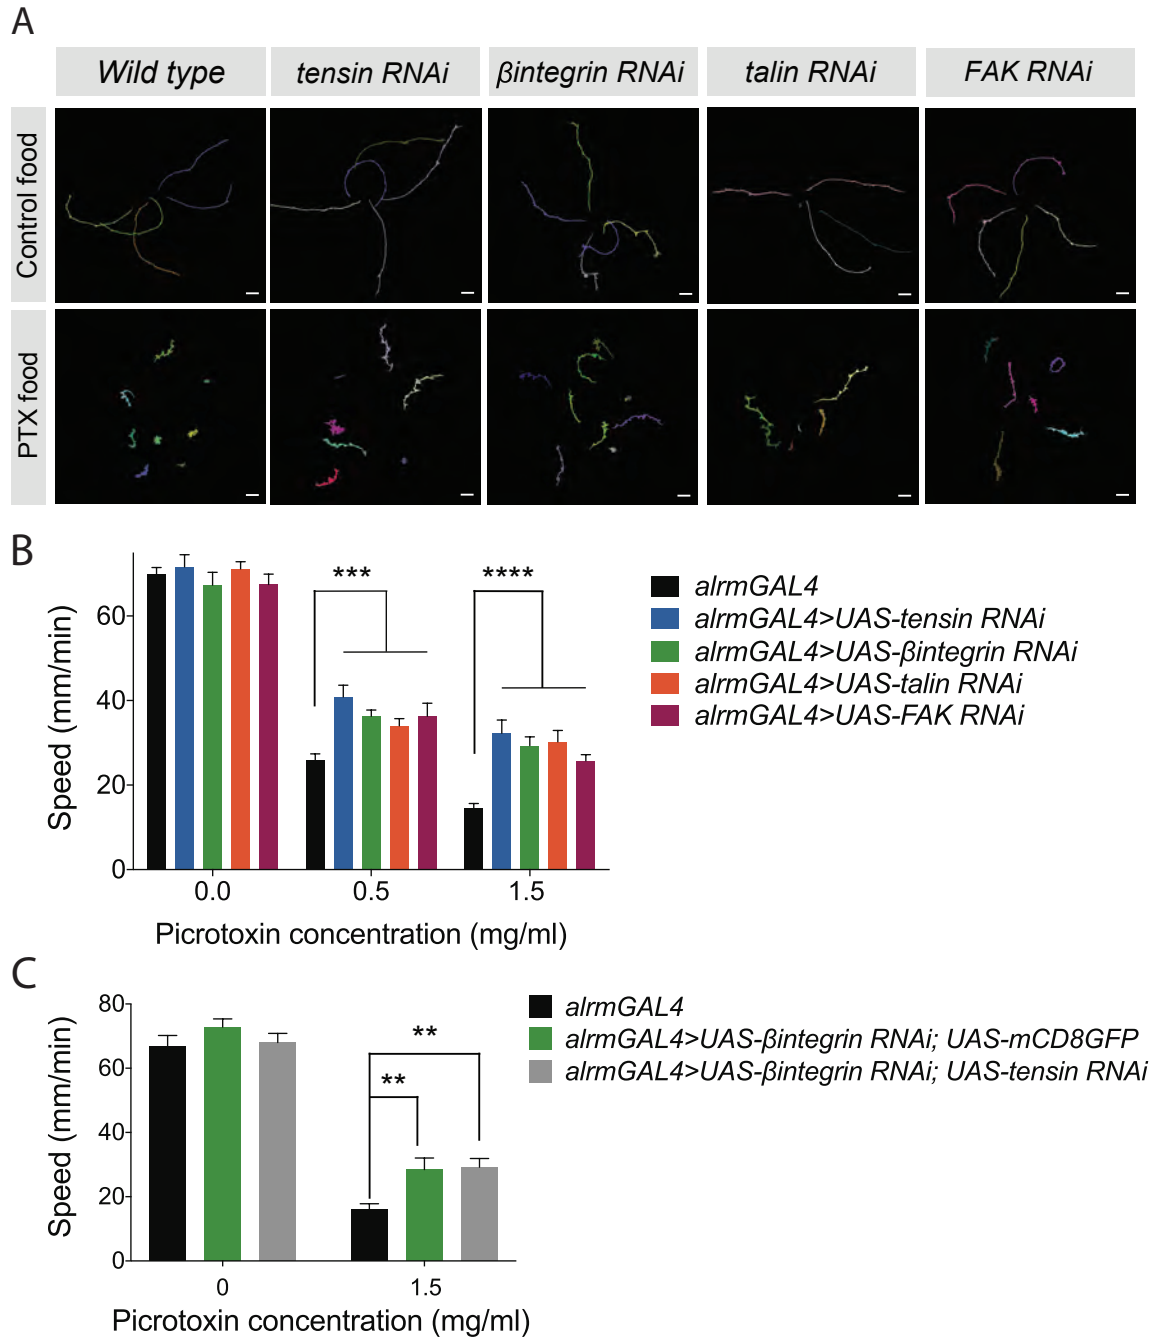 A
Wild type
tensin RNAi
βintegrin RNAi
talin RNAi
FAK RNAi
Control food
PTX food
B
Speed (mm/min)
60
40
20
0
***
****
0.0
0.5
1.5
Picrotoxin concentration (mg/ml)
alrmGAL4
alrmGAL4>UAS-tensin RNAi
alrmGAL4>UAS-βintegrin RNAi
alrmGAL4>UAS-talin RNAi
alrmGAL4>UAS-FAK RNAi
C
Speed (mm/min)
80
60
40
20
0
**
**
0
1.5
Picrotoxin concentration (mg/ml)
alrmGAL4
alrmGAL4>UAS-βintegrin RNAi; UAS-mCD8GFP
alrmGAL4>UAS-βintegrin RNAi; UAS-tensin RNAi